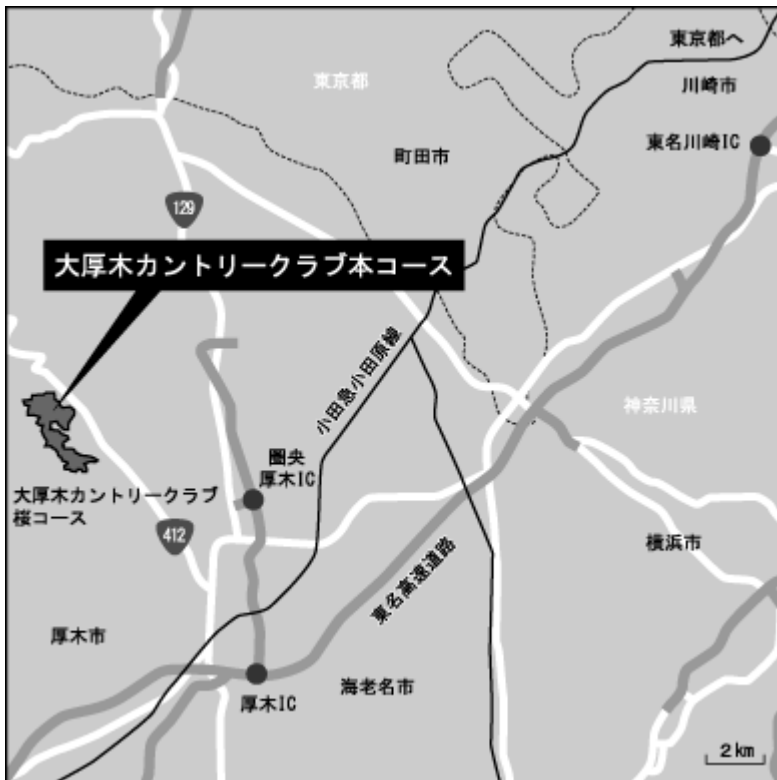 東京都へ
川崎市
東京都
東名川崎IC
町田市
129
大厚木カントリークラブ本コース
小田急小田原線
神奈川県
圏央
厚木IC
大厚木カントリークラブ
桜コース
412
横浜市
東名高速道路
厚木市
海老名市
厚木IC
2km